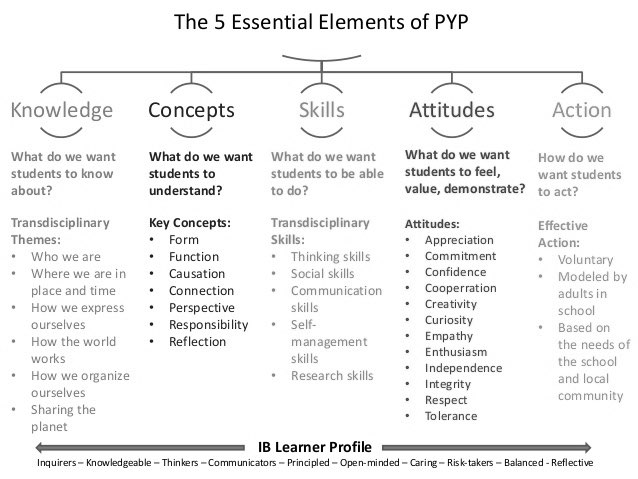 The 5 Essential Elements of PYP
Knowledge
What do we want
students to know
about?
Transdisciplinary
Themes:
• Who we are
• Where we are in
place and time
• How we express
ourselves
• How the world
works
• How we organize
ourselves
• Sharing the
planet
Concepts
What do we want
students to
understand?
Key Concepts:
• Form
• Function
• Causation
• Connection
• Perspective
• Responsibility
• Reflection
Skills
What do we want
students to be able
to do?
Transdisciplinary
Skills:
• Thinking skills
• Social skills
• Communication
skills
• Self-
management
skills
• Research skills
Attitudes
What do we want
students to feel,
value, demonstrate?
Attitudes:
• Appreciation
• Commitment
• Confidence
• Cooperration
• Creativity
• Curiosity
• Empathy
• Enthusiasm
• Independence
• Integrity
• Respect
• Tolerance
Action
How do we
want students
to act?
Effective
Action:
• Voluntary
• Modeled by
adults in
school
• Based on
the needs of
the school
and local
community
IB Learner Profile
Inquirers – Knowledgeable – Thinkers – Communicators – Principled – Open-minded – Caring – Risk-takers – Balanced - Reflective